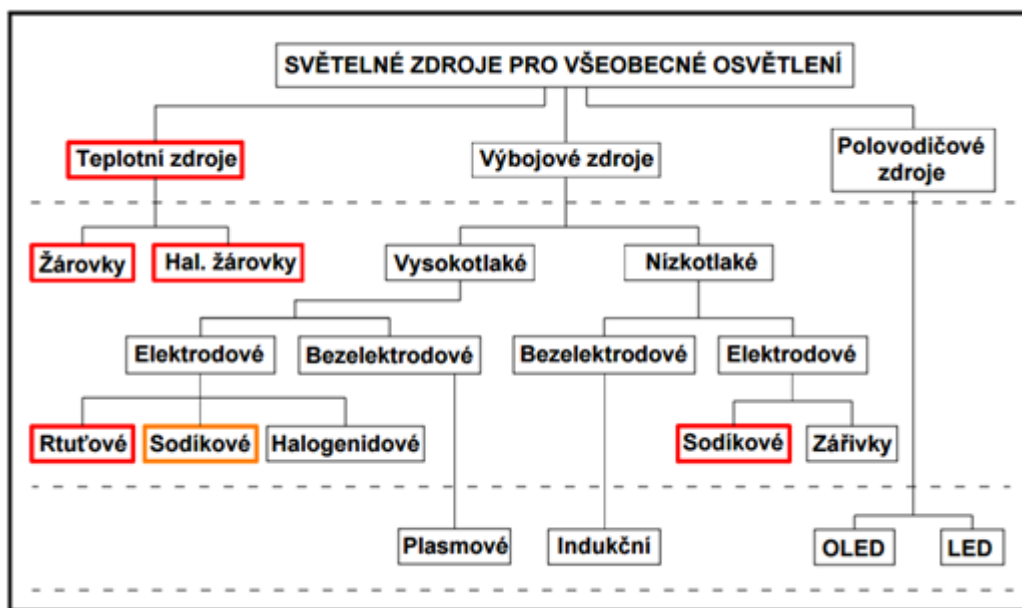 SVĚTELNÉ ZDROJE PRO VŠEOBECNÉ OSVĚTLENÍ
Teplotní zdroje
Výbojové zdroje
Polovodičové
zdroje
Žárovky
Hal. žárovky
Vysokotlaké
Nízkotlaké
Elektrodové
Bezelektrodové
Bezelektrodové
Elektrodové
Rtuťové
Sodíkové
Halogenidové
Sodíkové
Zářivky
Plasmové
Indukční
OLED
LED